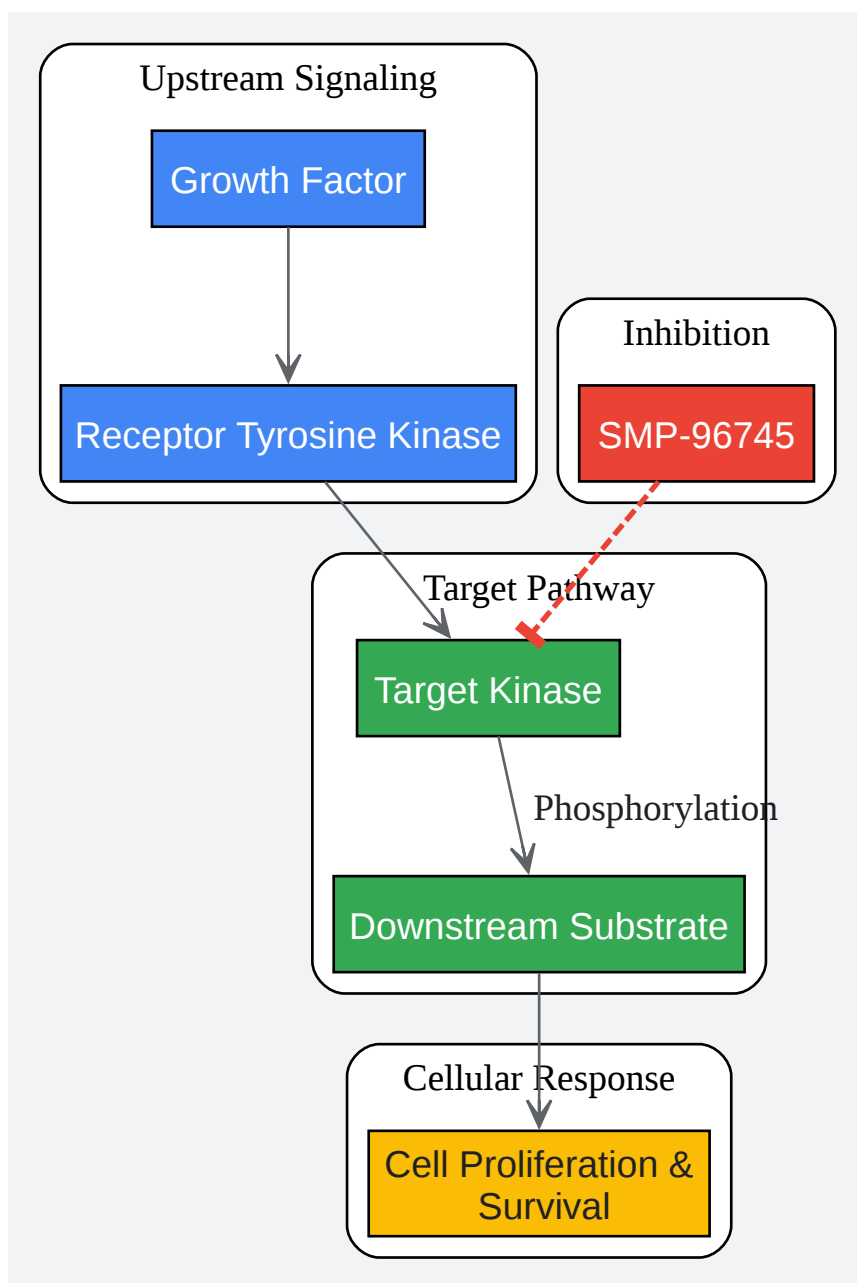 Upstream Signaling
Growth Factor
Receptor Tyrosine Kinase
Inhibition
SMP-96745
Target Pathway
Target Kinase
Phosphorylation
Downstream Substrate
Cellular Response
Cell Proliferation &
Survival